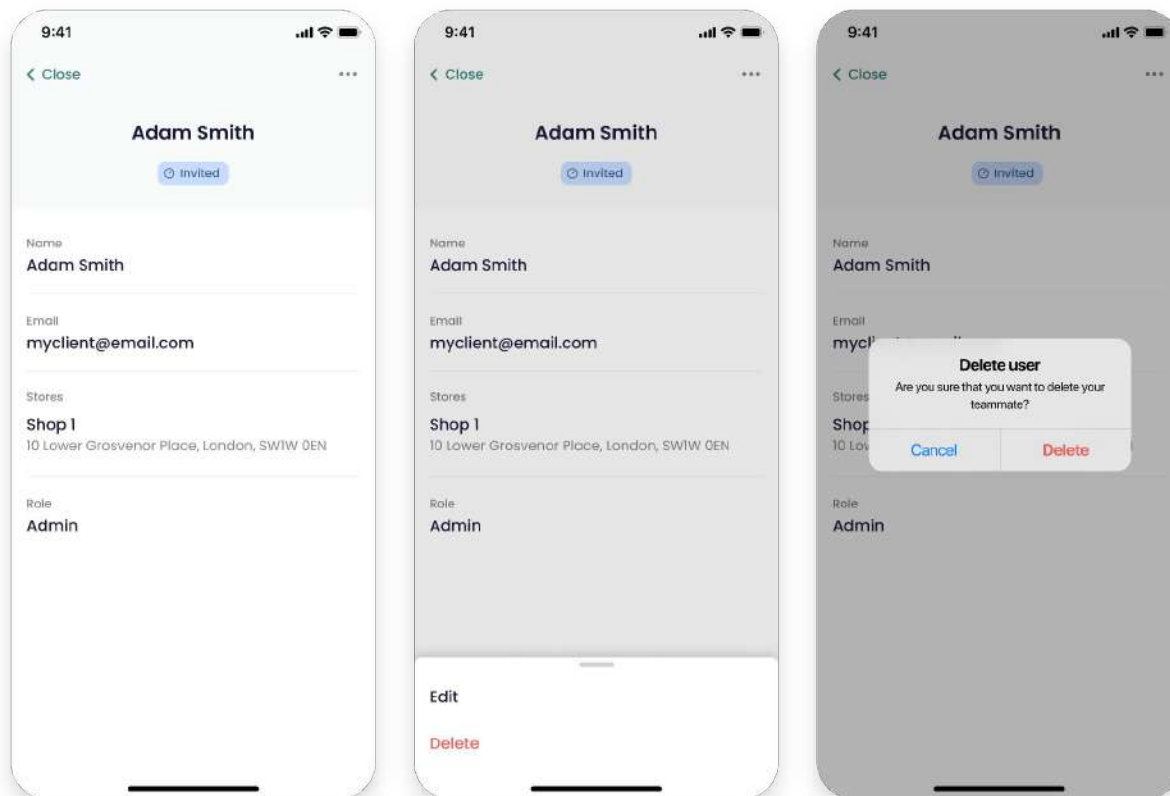 9:41
Close
Adam Smith
Invited
Name
Adam Smith
Email
myclient@email.com
Stores
Shop 1
10 Lower Grosvenor Place, London, SW1W 0EN
Role
Admin
9:41
Close
Adam Smith
Invited
Name
Adam Smith
Email
myclient@email.com
Stores
Shop 1
10 Lower Grosvenor Place, London, SW1W 0EN
Role
Admin
Edit
Delete
9:41
Close
Adam Smith
Invited
Name
Adam Smith
Email
Delete user
Are you sure that you want to delete your
teammate?
Stores
Shop
Cancel
Delete
Role
Admin